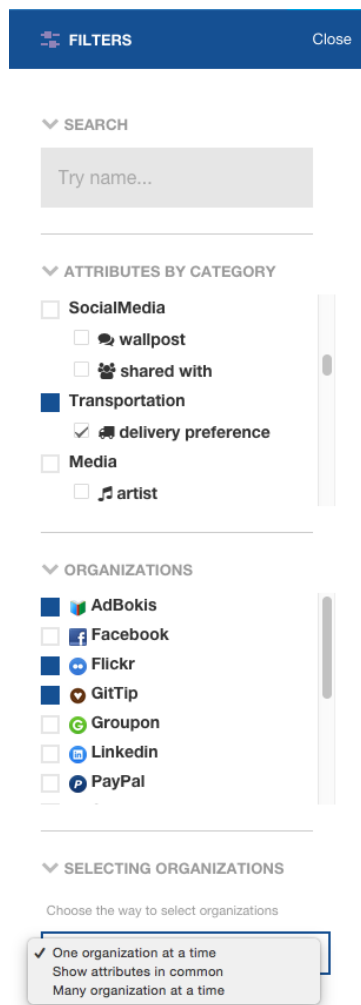 FILTERS
Close
SEARCH
Try name...
ATTRIBUTES BY CATEGORY
SocialMedia
wallpost
shared with
Transportation
delivery preference
Media
artist
ORGANIZATIONS
AdBokis
Facebook
Flickr
GitTip
Groupon
Linkedin
PayPal
SELECTING ORGANIZATIONS
Choose the way to select organizations
One organization at a time
Show attributes in common
Many organization at a time